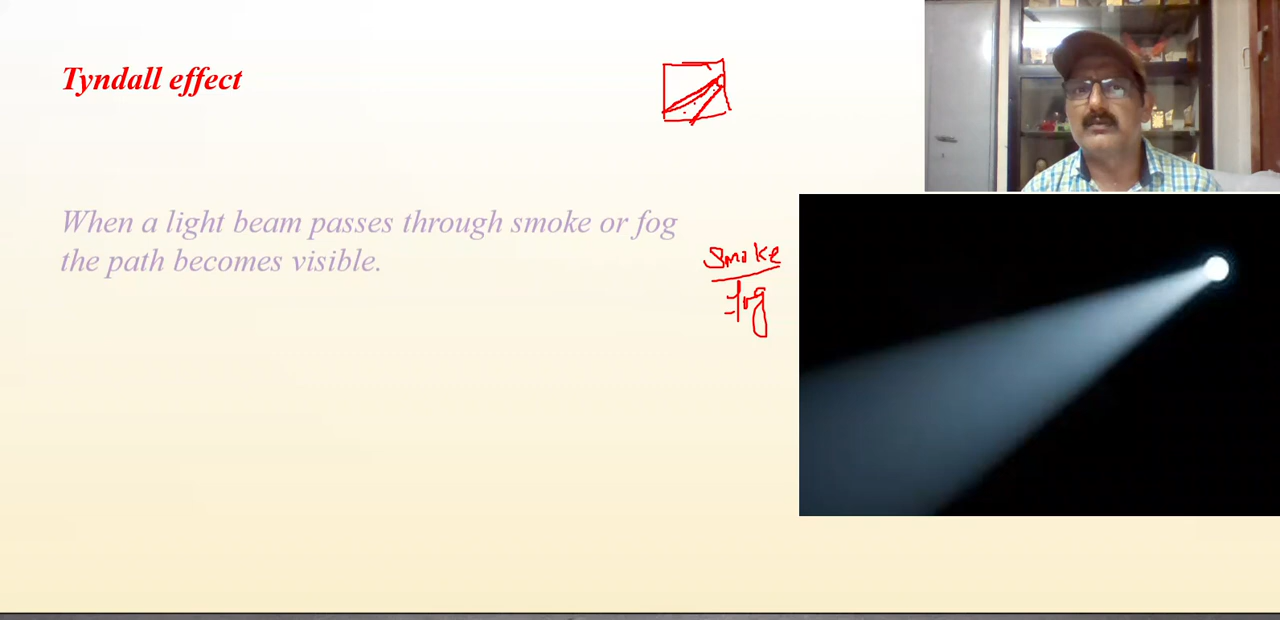 Tyndall effect
When a light beam passes through smoke or fog
the path becomes visible.
Smoke
fog